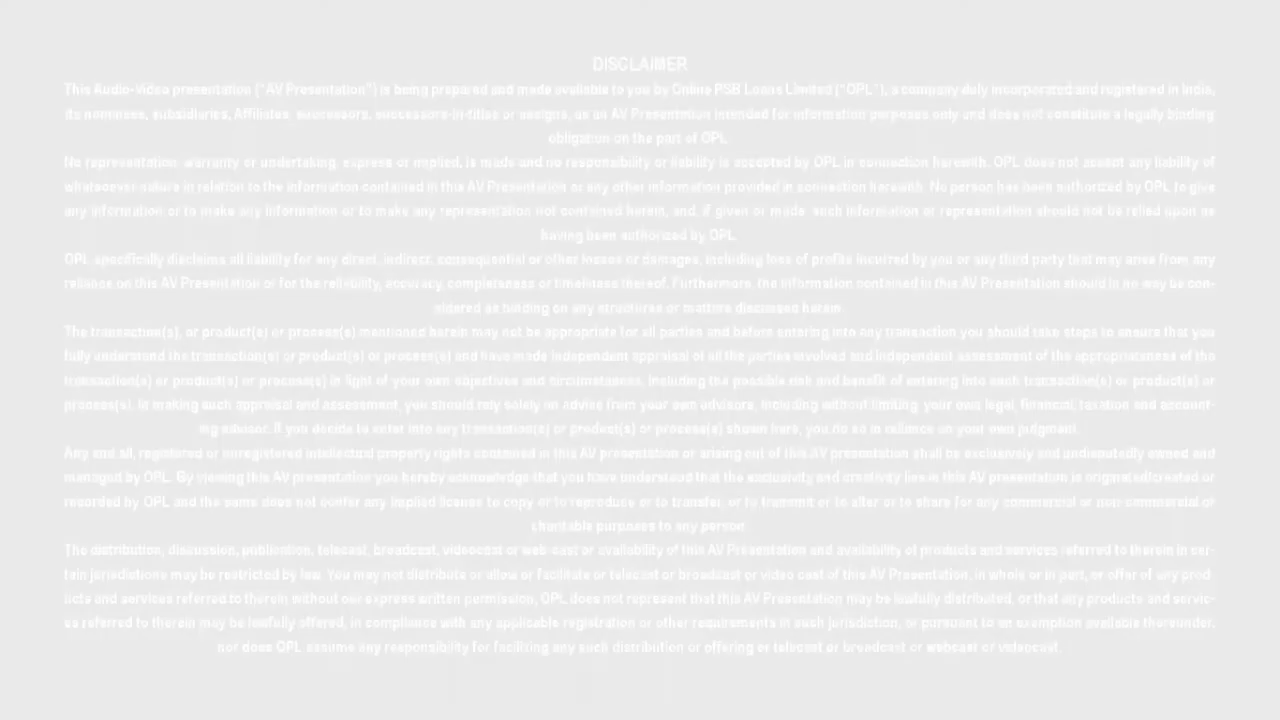 DISCLAIMER
This Audio-Video presentation ("AV Presentation") is being prepared and made available to you by Online PSB Loans Limited ("OPL"), a company duly incorporated and registered in India,
its nominees, subsidiaries, Affiliates, successors, successors-in-titles or assigns, as an AV Presentation intended for information purposes only and does not constitute a legally binding
obligation on the part of OPL.
No representation, warranty or undertaking, express or implied, is made and no responsibility or liability is accepted by OPL in connection herewith. OPL does not accept any liability of
whatsoever nature in relation to the information contained in this AV Presentation or any other information provided in connection herewith. No person has been authorized by OPL to give
any information or to make any information or to make any representation not contained herein, and, if given or made, such information or representation should not be relied upon as
having been authorized by OPL.
OPL specifically disclaims all liability for any direct, indirect, consequential or other losses or damages, including loss of profits incurred by you or any third party that may arise from any
reliance on this AV Presentation or for the reliability, accuracy, completeness or timeliness thereof. Furthermore, the information contained in this AV Presentation should in no way be con-
sidered as binding on any structures or matters discussed herein.
The transaction(s), or product(s) or process(s) mentioned herein may not be appropriate for all parties and before entering into any transaction you should take steps to ensure that you
fully understand the transaction(s) or product(s) or process(s) and have made independent appraisal of all the parties involved and independent assessment of the appropriateness of the
transaction(s) or product(s) or process(s) in light of your own objectives and circumstances, including the possible risk and benefit of entering into such transaction(s) or product(s) or
process(s). In making such appraisal and assessment, you should rely solely on advice from your own advisors, including without limiting, your own legal, financial, taxation and account-
ing advisor. If you decide to enter into any transaction(s) or product(s) or process(s) shown here, you do so in reliance on your own judgment.
Any and all, registered or unregistered intellectual property rights contained in this AV presentation or arising out of this AV presentation shall be exclusively and undisputedly owned and
managed by OPL. By viewing this AV presentation you hereby acknowledge that you have understood that the exclusivity and creativity lies in this AV presentation is originated/created or
recorded by OPL and the same does not confer any implied license to copy or to reproduce or to transfer, or to transmit or to alter or to share for any commercial or non-commercial or
charitable purposes to any person.
The distribution, discussion, publication, telecast, broadcast, videocast or web cast or availability of this AV Presentation and availability of products and services referred to therein in cer-
tain jurisdictions may be restricted by law. You may not distribute or allow or facilitate or telecast or broadcast or video cast of this AV Presentation, in whole or in part, or offer of any prod-
ucts and services referred to therein without our express written permission, OPL does not represent that this AV Presentation may be lawfully distributed, or that any products and servic-
es referred to therein may be lawfully offered, in compliance with any applicable registration or other requirements in such jurisdiction, or pursuant to an exemption available thereunder,
nor does OPL assume any responsibility for facilitating any such distribution or offering or telecast or broadcast or webcast or videocast.